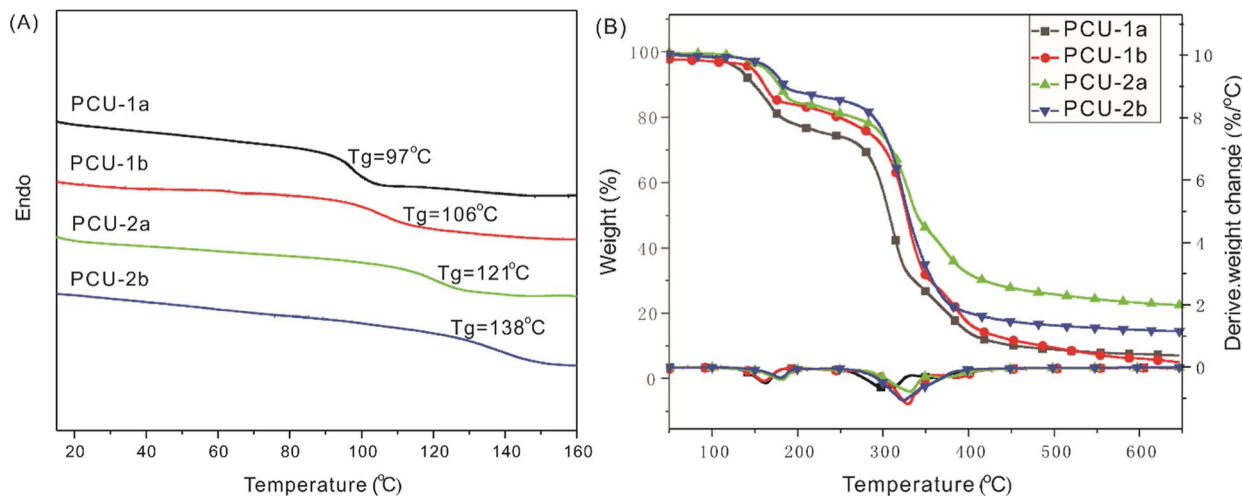 (A)
PCU-1a
Tg=97°C
PCU-1b
Tg=106°C
PCU-2a
Tg=121°C
PCU-2b
Tg=138°C
Endo
20 40 60 80 100 120 140 160
Temperature (°C)
(B)
PCU-1a
PCU-1b
PCU-2a
PCU-2b
100
80
60
40
20
0
Weight (%)
10
8
6
4
2
0
Derive.weight change (%/°C)
100 200 300 400 500 600
Temperature (°C)